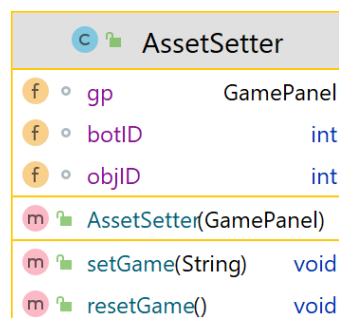 C AssetSetter
f gp GamePanel
f botID int
f objID int
m AssetSetter(GamePanel)
m setGame(String) void
m resetGame() void